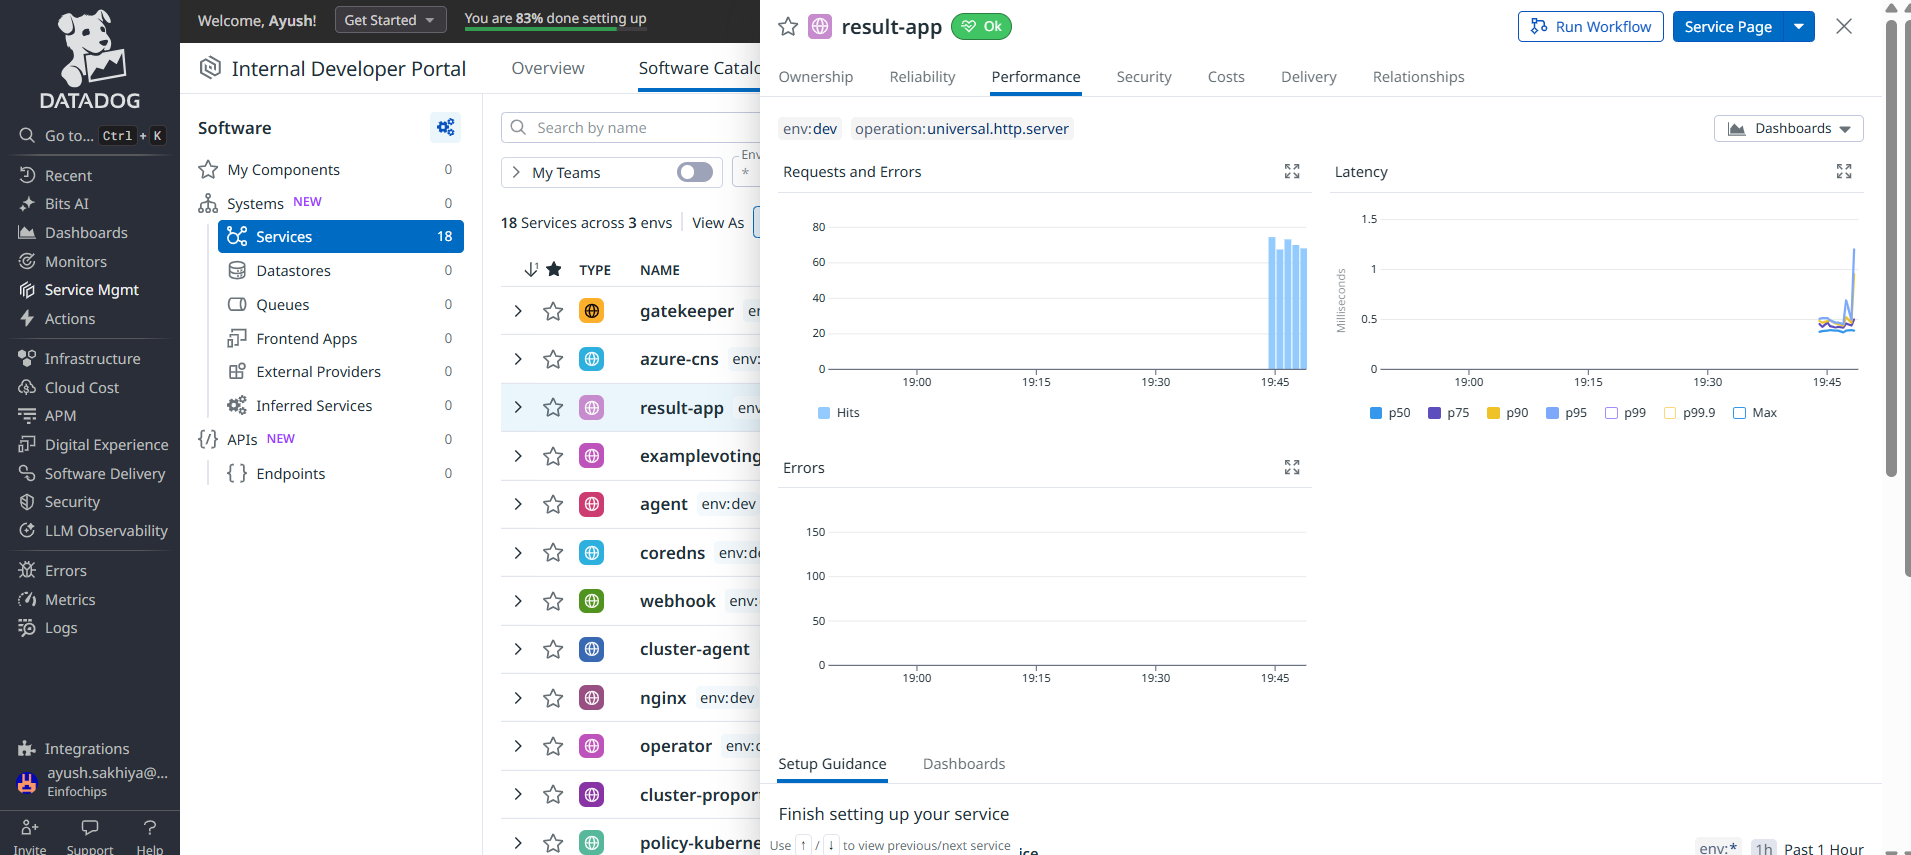 DATADOG
Go to... Ctrl + K
Recent
Bits AI
Dashboards
Monitors
Service Mgmt
Actions
Infrastructure
Cloud Cost
APM
Digital Experience
Software Delivery
Security
LLM Observability
Errors
Metrics
Logs
Integrations
ayush.sakhiya@...
Einfochips
Invite Support Help
Welcome, Ayush! Get Started You are 83% done setting up
Internal Developer Portal Overview Software Catalo
Software
My Components 0
Systems NEW 0
Services 18
Datastores 0
Queues 0
Frontend Apps 0
External Providers 0
Inferred Services 0
APIs NEW 0
Endpoints 0
Search by name
My Teams Env *
18 Services across 3 envs View As
TYPE NAME
gatekeeper er
azure-cns env:
result-app env
examplevoting
agent env:dev
coredns env:de
webhook env:
cluster-agent
nginx env:dev
operator env:d
cluster-propor
policy-kuberne
result-app Ok Run Workflow Service Page
Ownership Reliability Performance Security Costs Delivery Relationships
env:dev operation:universal.http.server Dashboards
Requests and Errors
80
60
40
20
0
19:00 19:15 19:30 19:45
Hits
Latency
Milliseconds
1.5
1
0.5
0
19:00 19:15 19:30 19:45
p50 p75 p90 p95 p99 p99.9 Max
Errors
150
100
50
0
19:00 19:15 19:30 19:45
Setup Guidance Dashboards
Finish setting up your service
Use ↑ / ↓ to view previous/next service ice
env:* 1h Past 1 Hour